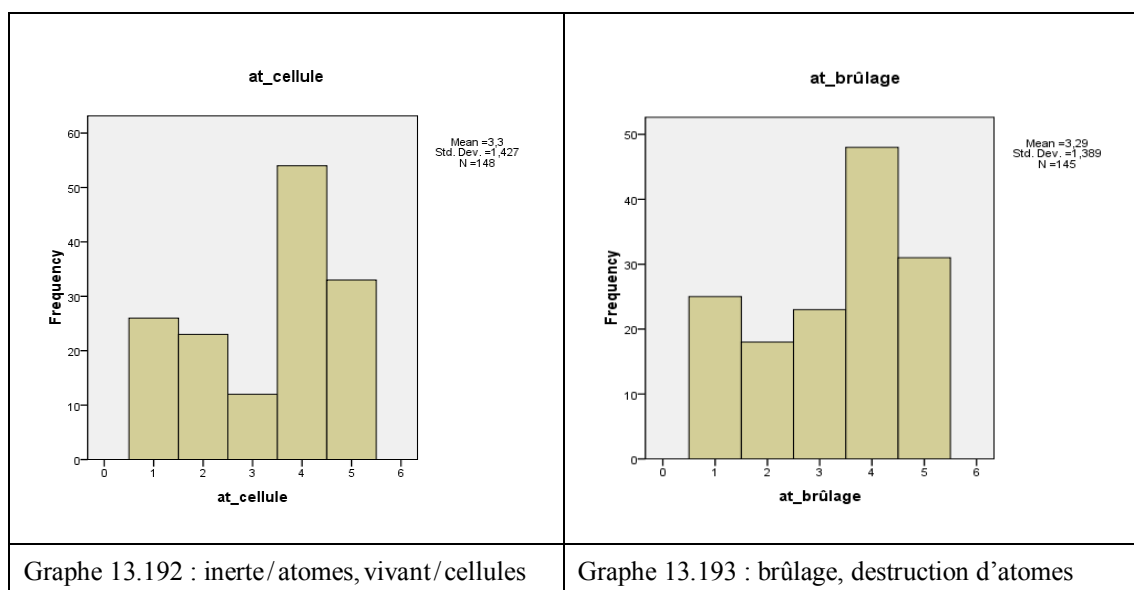 at_cellule
60
50
40
30
20
10
0
Frequency
0 1 2 3 4 5 6
at_cellule
Mean =3,3
Std. Dev. =1,427
N =148
Graphe 13.192 : inerte/atomes, vivant/cellules
at_brûlage
50
40
30
20
10
0
Frequency
0 1 2 3 4 5 6
at_brûlage
Mean =3,29
Std. Dev. =1,389
N =145
Graphe 13.193 : brûlage, destruction d’atomes